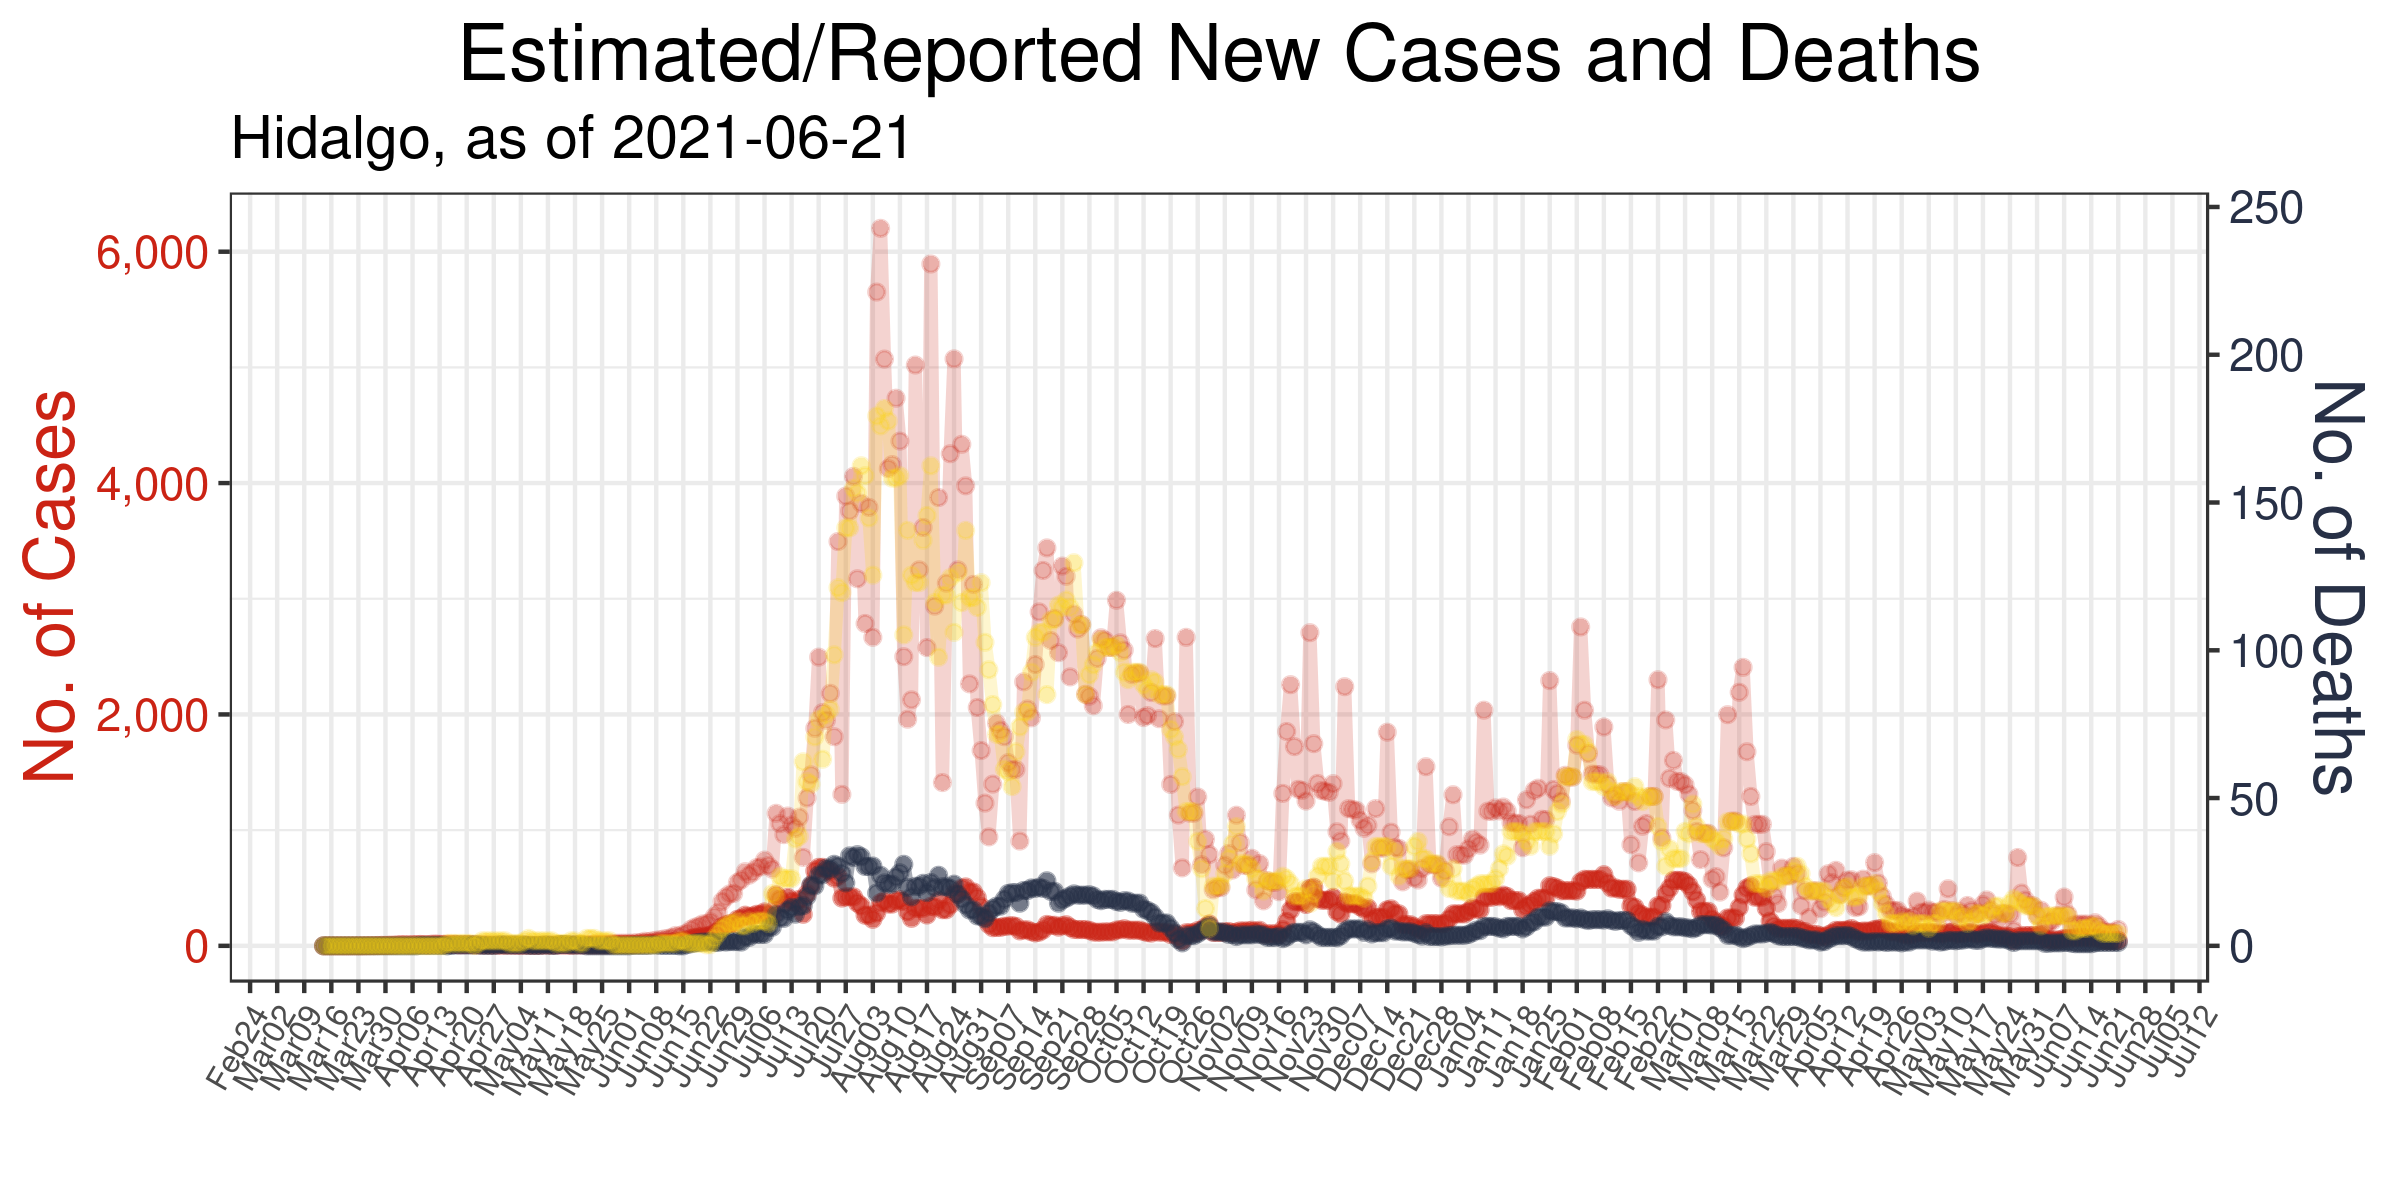 Estimated/Reported New Cases and Deaths
Hidalgo, as of 2021-06-21
No. of Cases
6,000
4,000
2,000
0
250
200
150
100
50
0
No. of Deaths
Feb24
Mar02
Mar09
Mar16
Mar23
Mar30
Apr06
Apr13
Apr20
Apr27
May04
May11
May18
May25
Jun01
Jun08
Jun15
Jun22
Jun29
Jul06
Jul13
Jul20
Jul27
Aug03
Aug10
Aug17
Aug24
Aug31
Sep07
Sep14
Sep21
Sep28
Oct05
Oct12
Oct19
Oct26
Nov02
Nov09
Nov16
Nov23
Nov30
Dec07
Dec14
Dec21
Dec28
Dec04
Jan11
Jan18
Jan25
Feb01
Feb08
Feb15
Feb22
Mar01
Mar08
Mar15
Mar22
Mar29
Apr05
Apr12
Apr19
Apr26
May03
May10
May17
May24
May31
May07
Jun14
Jun21
Jun28
Jun05
Jul12